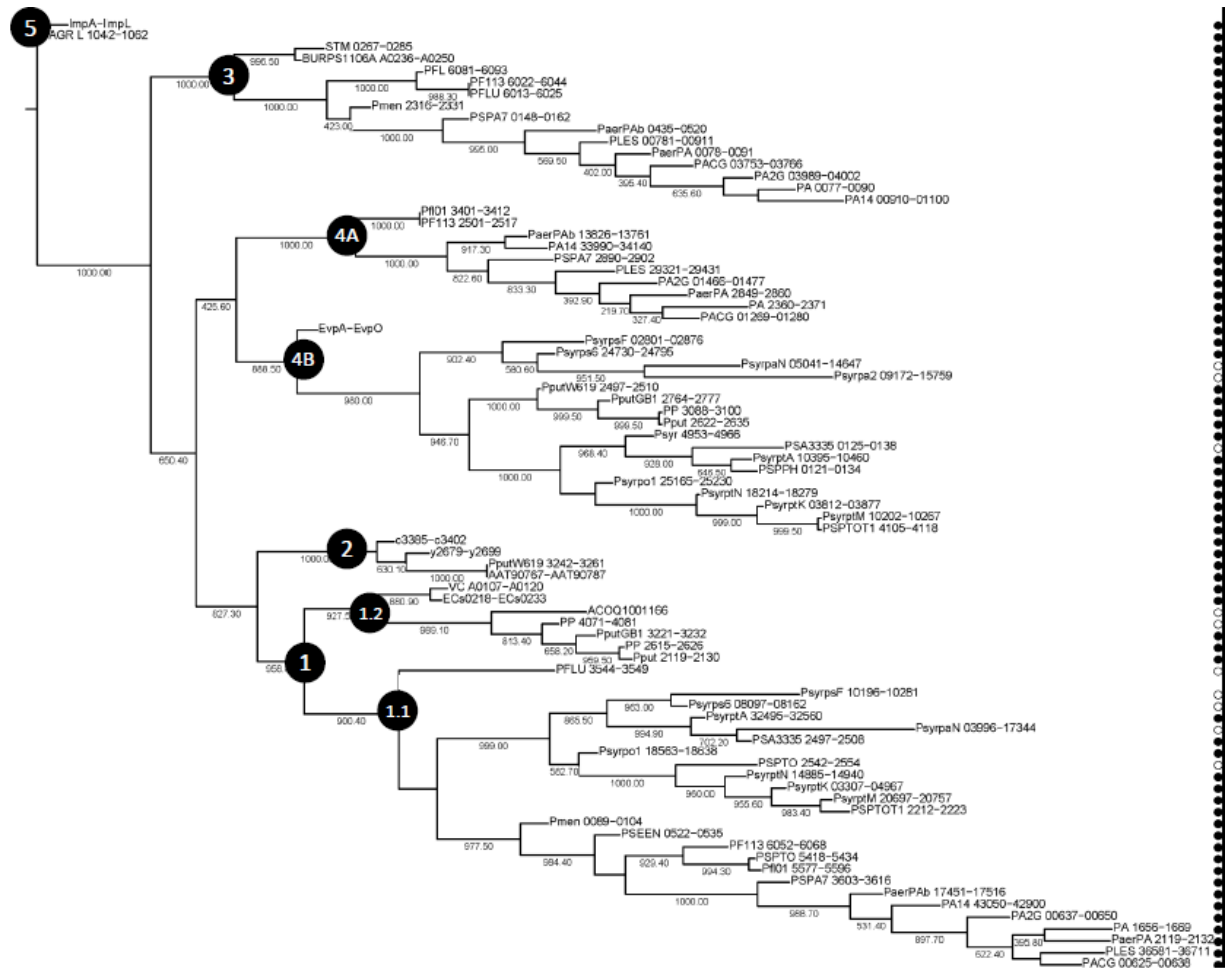 5
ImpA-ImpL
AGR L 1042-1062
STM 0267-0285
996.50
BURPS1106A A0236-A0250
3
1000.00
PFL 6081-6093
1000.00
PF113 6022-6044
988.30
PFLU 6013-6025
1000.00
Pmen 2316-2331
423.00
PSPA7 0148-0162
1000.00
PaerPAb 0435-0520
995.00
PLES 00781-00911
569.50
PaerPA 0078-0091
402.00
PACG 03753-03766
395.40
PA2G 03989-04002
635.60
PA 0077-0090
PA14 00910-01100
Pfl01 3401-3412
1000.00
PF113 2501-2517
4A
1000.00
PaerPAb 13826-13761
917.30
PA14 33990-34140
1000.00
PSPA7 2890-2902
1000.00
822.60
PLES 29321-29431
833.30
PA2G 01466-01477
392.90
PaerPA 2849-2860
219.70
PA 2360-2371
425.60
327.40
PACG 01269-01280
EvpA-EvpO
4B
888.50
PsyrpsF 02801-02876
902.40
Psyrps6 24730-24795
580.60
PsyrpaN 05041-14647
951.50
Psyrpa2 09172-15759
980.00
PputW619 2497-2510
1000.00
PputGB1 2764-2777
999.50
PP 3088-3100
999.50
Pput 2622-2635
946.70
Psyr 4953-4966
968.40
PSA3335 0125-0138
650.40
928.00
PsyrptA 10395-10460
646.50
PSPPH 0121-0134
1000.00
Psyrpo1 25165-25230
PsyrptN 18214-18279
1000.00
PsyrptK 03812-03877
999.00
PsyrptM 10202-10267
999.50
PSPTOT1 4105-4118
2
c3385-c3402
1000.0
y2679-y2699
630.10
PputW619 3242-3261
1000.00
AAT90767-AAT90787
VC A0107-A0120
880.90
ECs0218-ECs0233
827.30
1.2
927.5
ACOQ1001166
989.10
PP 4071-4081
813.40
PputGB1 3221-3232
658.20
PP 2615-2626
959.50
Pput 2119-2130
1
958.
PFLU 3544-3549
1.1
900.40
PsyrpsF 10196-10281
963.00
Psyrps6 08097-08162
865.50
PsyrptA 32495-32560
994.90
PsyrpaN 03996-17344
702.20
PSA3335 2497-2508
999.00
Psyrpo1 18563-18638
562.70
PSPTO 2542-2554
1000.00
PsyrptN 14885-14940
960.00
PsyrptK 03307-04967
955.60
PsyrptM 20697-20757
983.40
PSPTOT1 2212-2223
Pmen 0089-0104
977.50
PSEEN 0522-0535
984.40
PF113 6052-6068
929.40
PSPTO 5418-5434
994.30
Pfl01 5577-5596
PSPA7 3603-3616
1000.00
PaerPAb 17451-17516
988.70
PA14 43050-42900
531.40
PA2G 00637-00650
897.70
PA 1656-1669
395.80
PaerPA 2119-2132
622.40
PLES 36581-36711
PACG 00625-00638